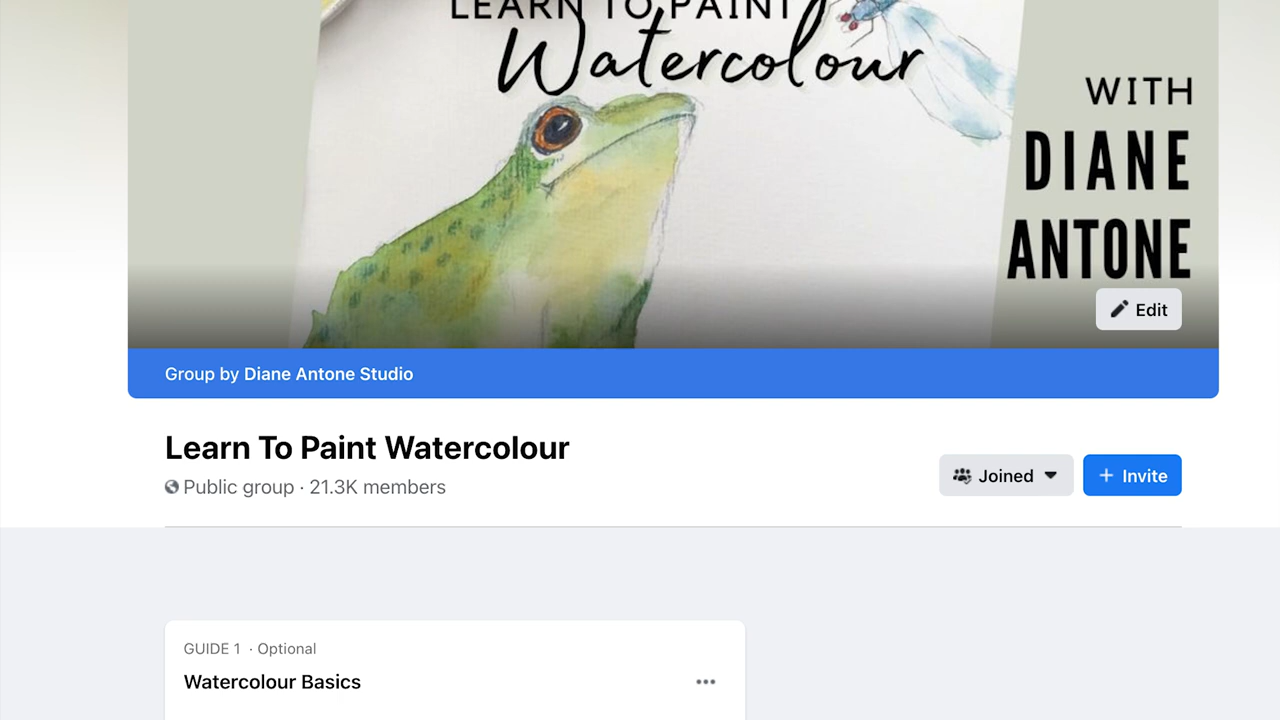 LEARN TO PAINT
Watercolour
WITH
DIANE
ANTONE
Edit
Group by Diane Antone Studio
Learn To Paint Watercolour
Public group · 21.3K members
Joined
+ Invite
GUIDE 1 · Optional
Watercolour Basics